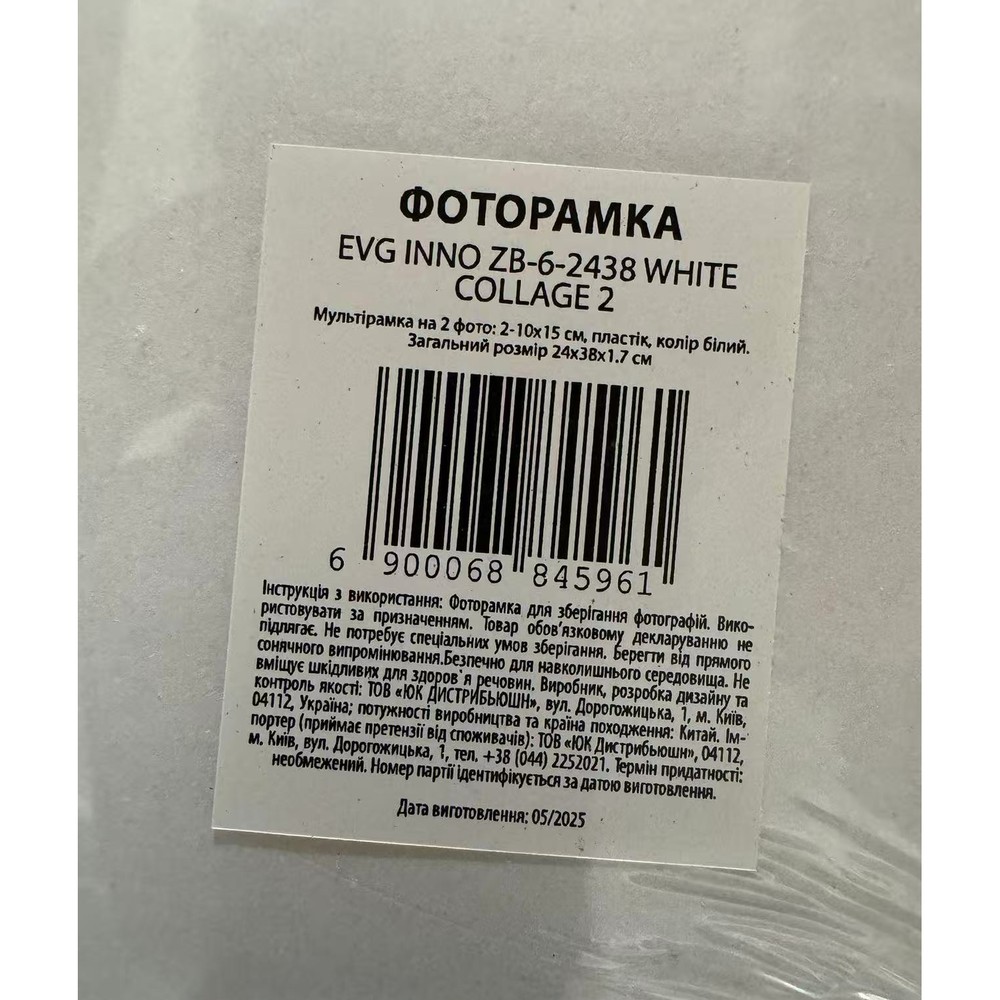 ФОТОРАМКА
EVG INNO ZB-6-2438 WHITE
COLLAGE 2
Мультірамка на 2 фото: 2-10x15 см, пластік, колір білий.
Загальний розмір 24x38x1.7 см
6 900068 845961
Інструкція з використання: Фоторамка для зберігання фотографій. Вико-
ристовувати за призначенням. Товар обов'язковому декларуванню не
підлягає. Не потребує спеціальних умов зберігання. Берегти від прямого
сонячного випромінювання.Безпечно для навколишнього середовища. Не
вміщує шкідливих для здоров`я речовин. Виробник, розробка дизайну та
контроль якості: ТОВ «ЮК ДИСТРИБЬЮШН», вул. Дорогожицька, 1, м. Київ,
04112, Україна; потужності виробництва та країна походження: Китай. Ім-
портер (приймає претензії від споживачів): ТОВ «ЮК Дистрибьюшн», 04112,
м. Київ, вул. Дорогожицька, 1, тел. +38 (044) 2252021. Термін придатності:
необмежений. Номер партії ідентифікується за датою виготовлення.
Дата виготовлення: 05/2025